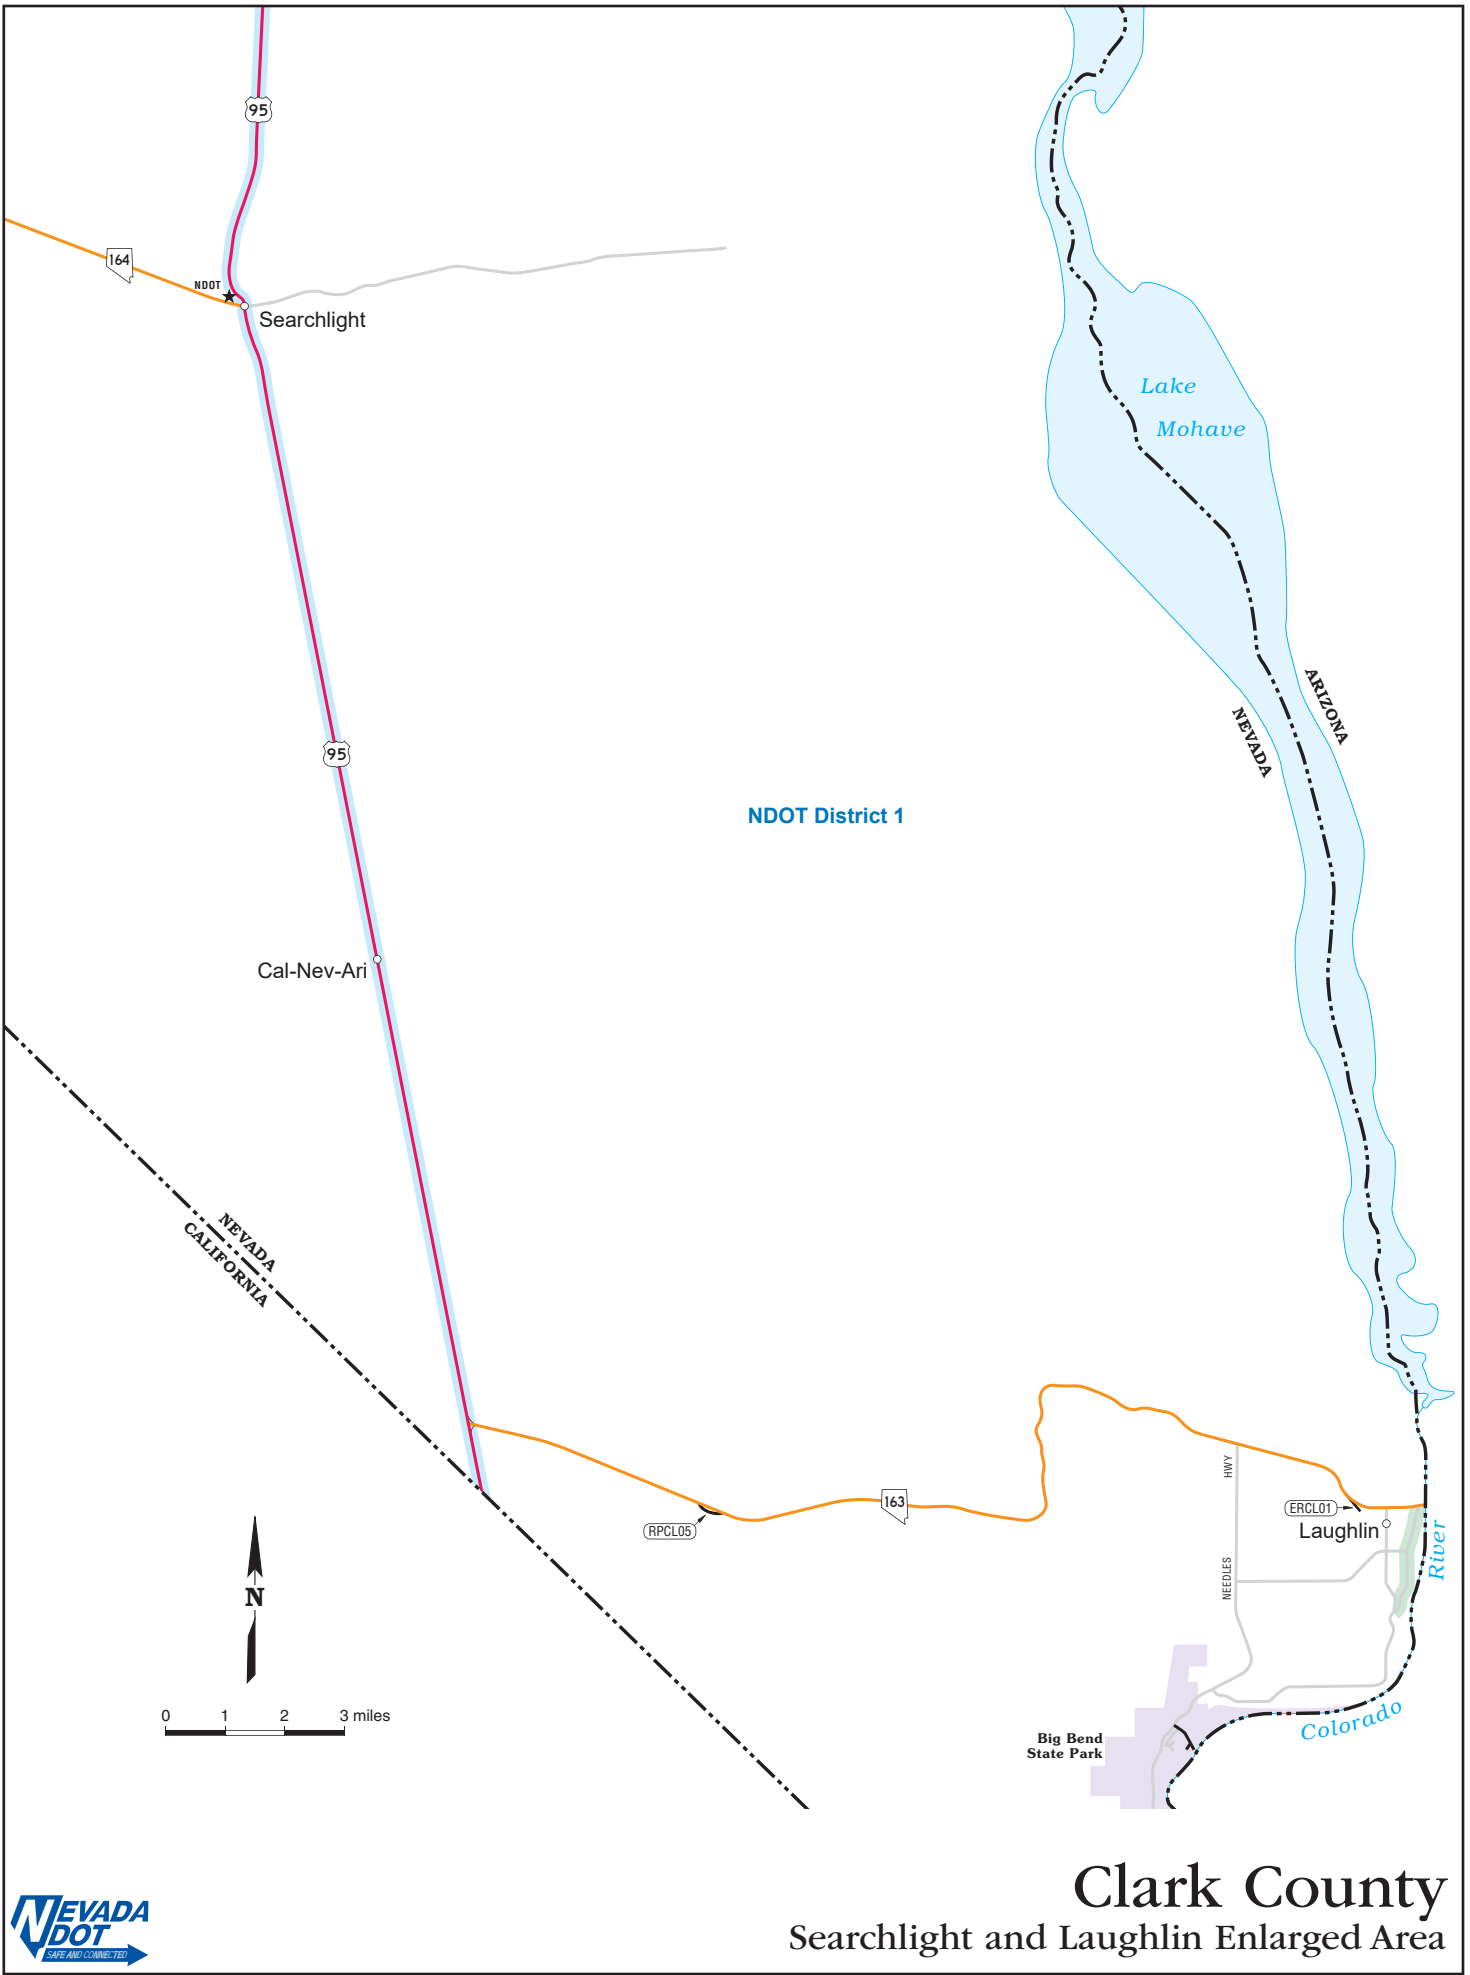 95
164
NDOT
Searchlight
Lake
Mohave
ARIZONA
NEVADA
95
NDOT District 1
Cal-Nev-Ari
NEVADA
CALIFORNIA
163
RPCL05
HWY
NEEDLES
ERCL01
Laughlin
River
Colorado
N
0 1 2 3 miles
Big Bend
State Park
Clark County
Searchlight and Laughlin Enlarged Area
NEVADA
DOT
SAFE AND CONNECTED